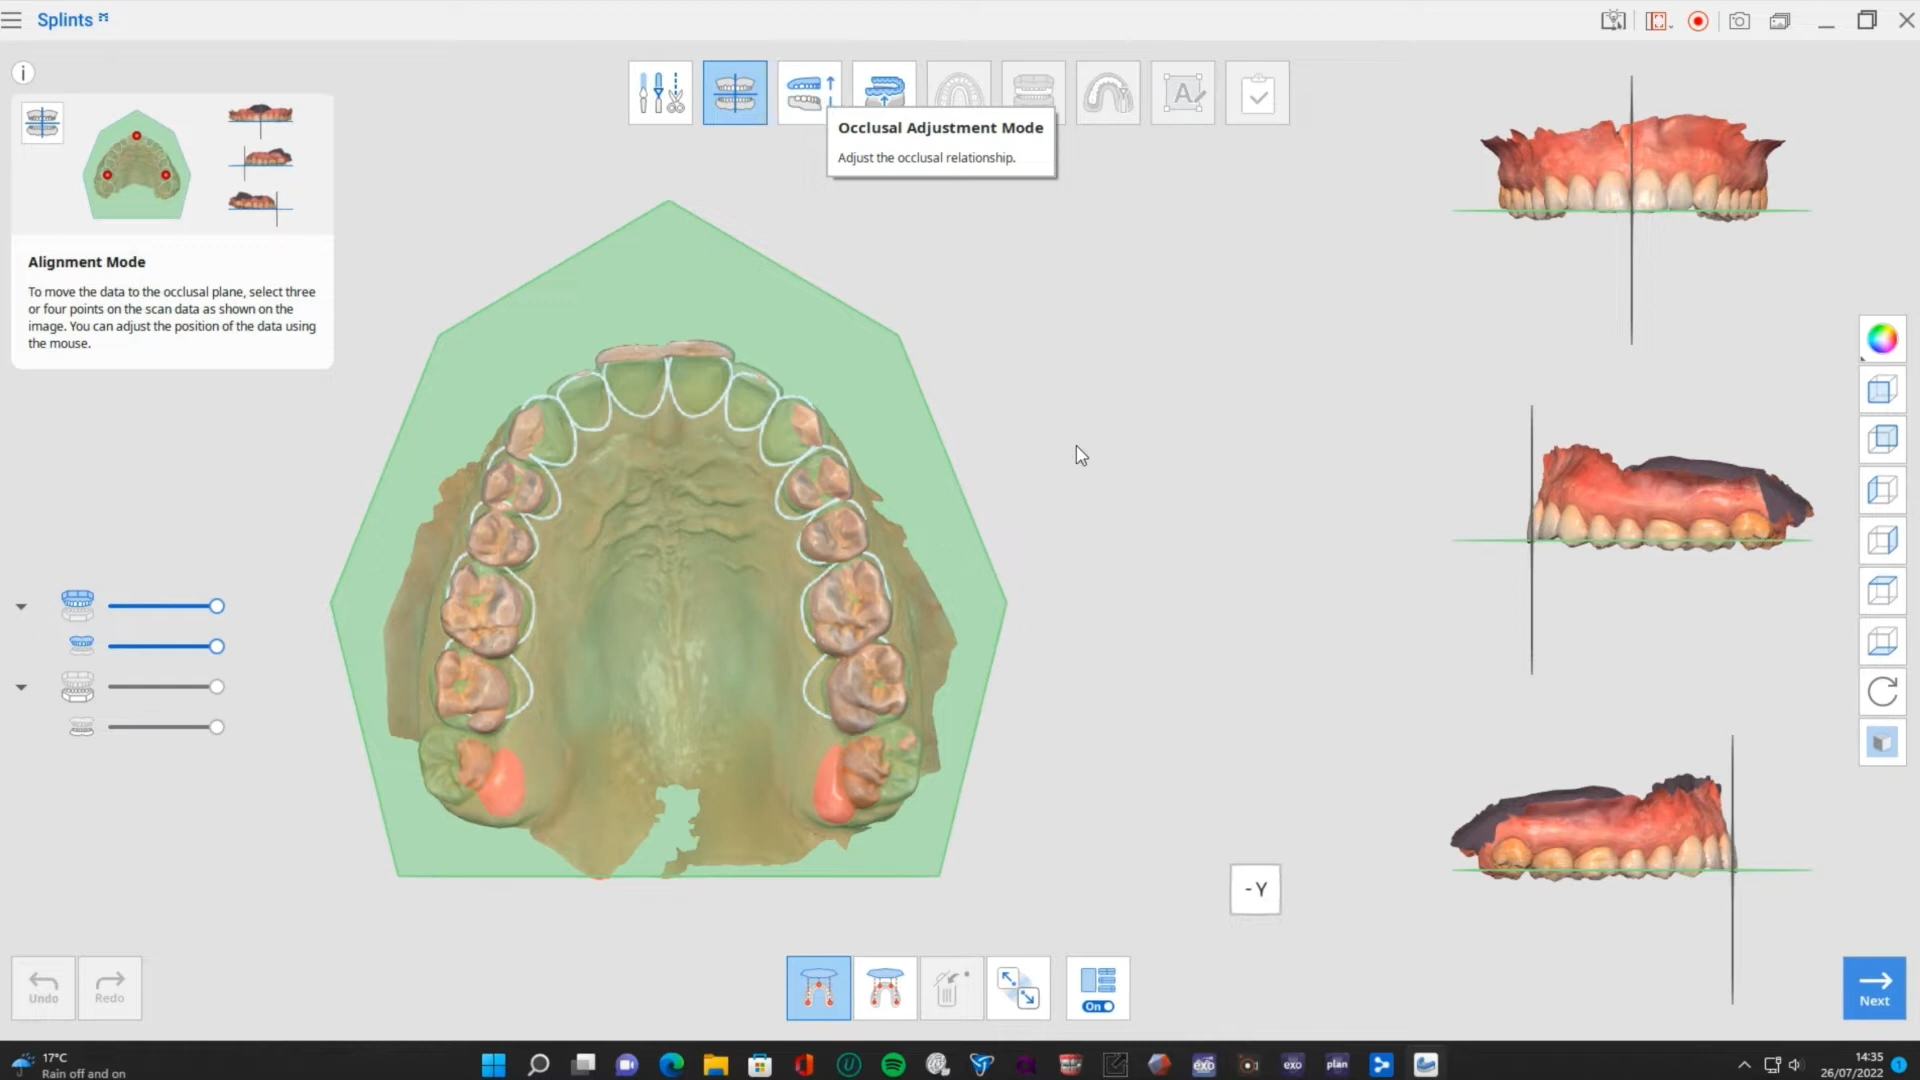 Splints
Occlusal Adjustment Mode
Adjust the occlusal relationship.
Alignment Mode
To move the data to the occlusal plane, select three
or four points on the scan data as shown on the
image. You can adjust the position of the data using
the mouse.
- Y
Undo
Redo
On
Next
17°C
Rain off and on
exo
exo
plan
14:35
26/07/2022
1